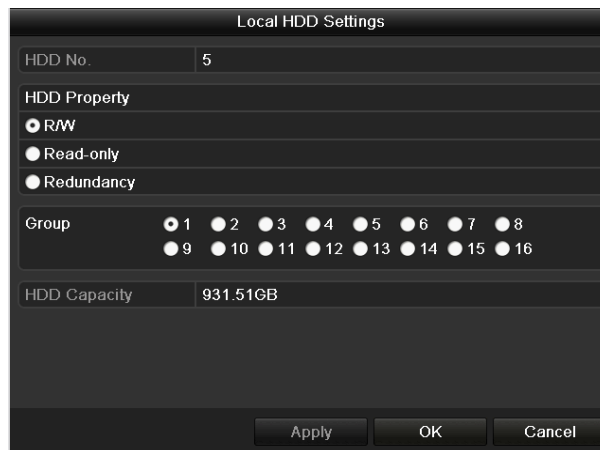 Local HDD Settings
HDD No. 5
HDD Property
R/W
Read-only
Redundancy
Group 1 2 3 4 5 6 7 8
9 10 11 12 13 14 15 16
HDD Capacity 931.51GB
Apply OK Cancel